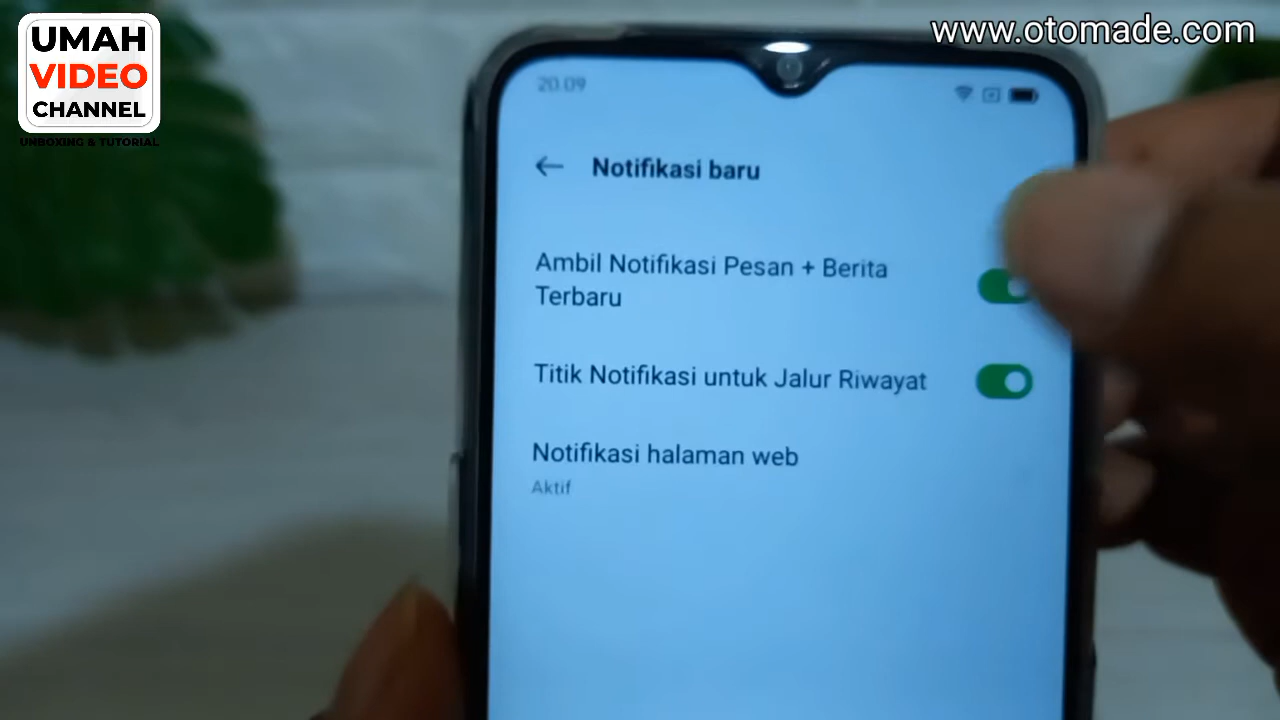 UMAH
VIDEO
CHANNEL
UNBOXING & TUTORIAL
www.otomade.com
20.09
Notifikasi baru
Ambil Notifikasi Pesan + Berita
Terbaru
Titik Notifikasi untuk Jalur Riwayat
Notifikasi halaman web
Aktif